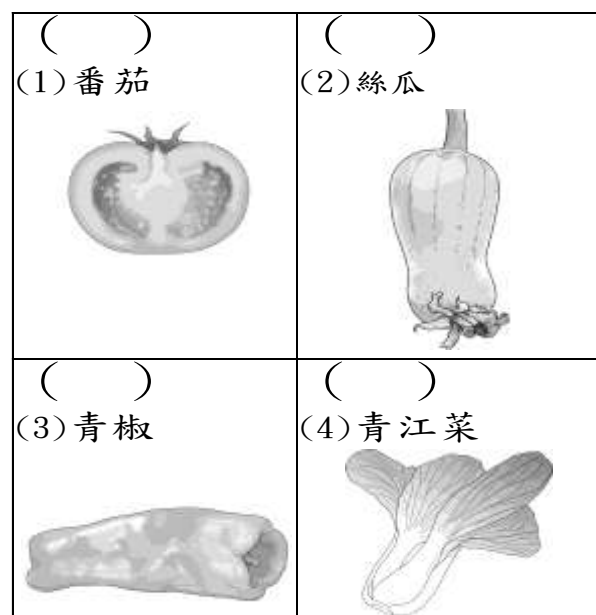 (　　)
(1)番茄
(　　)
(2)絲瓜
(　　)
(3)青椒
(　　)
(4)青江菜